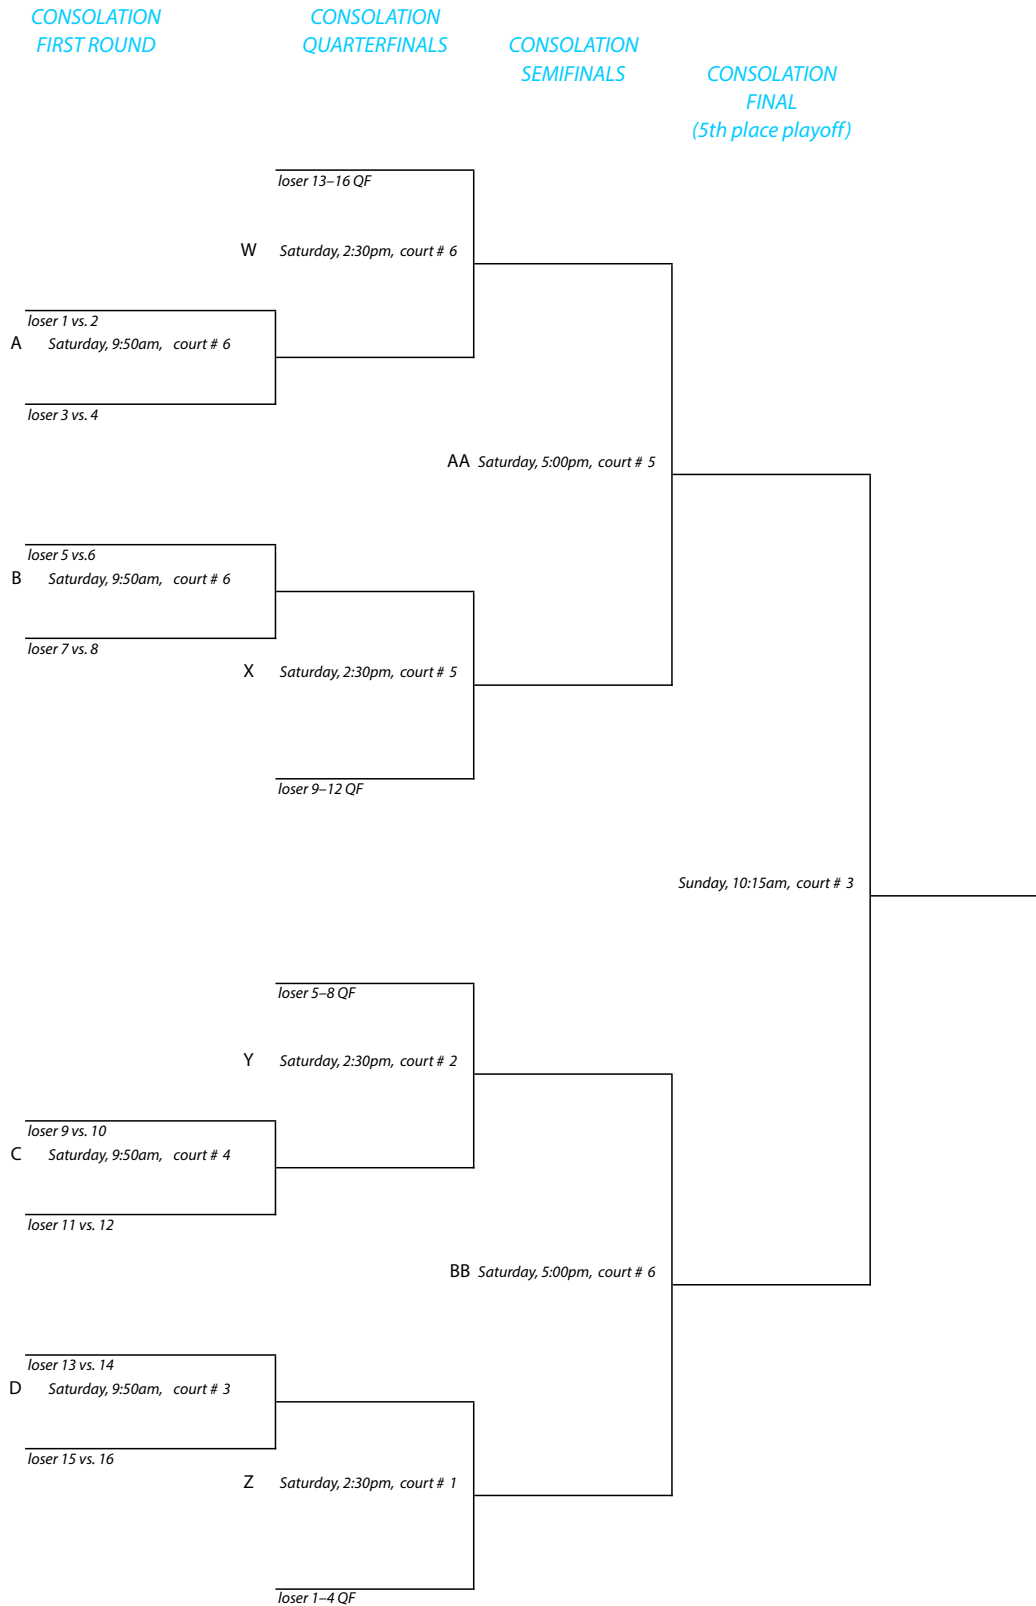 CONSOLATION
FIRST ROUND
CONSOLATION
QUARTERFINALS
CONSOLATION
SEMIFINALS
CONSOLATION
FINAL
(5th place playoff)
loser 13–16 QF
W Saturday, 2:30pm, court # 6
loser 1 vs. 2
A Saturday, 9:50am, court # 6
loser 3 vs. 4
AA Saturday, 5:00pm, court # 5
loser 5 vs.6
B Saturday, 9:50am, court # 6
loser 7 vs. 8
X Saturday, 2:30pm, court # 5
loser 9–12 QF
Sunday, 10:15am, court # 3
loser 5–8 QF
Y Saturday, 2:30pm, court # 2
loser 9 vs. 10
C Saturday, 9:50am, court # 4
loser 11 vs. 12
BB Saturday, 5:00pm, court # 6
loser 13 vs. 14
D Saturday, 9:50am, court # 3
loser 15 vs. 16
Z Saturday, 2:30pm, court # 1
loser 1–4 QF